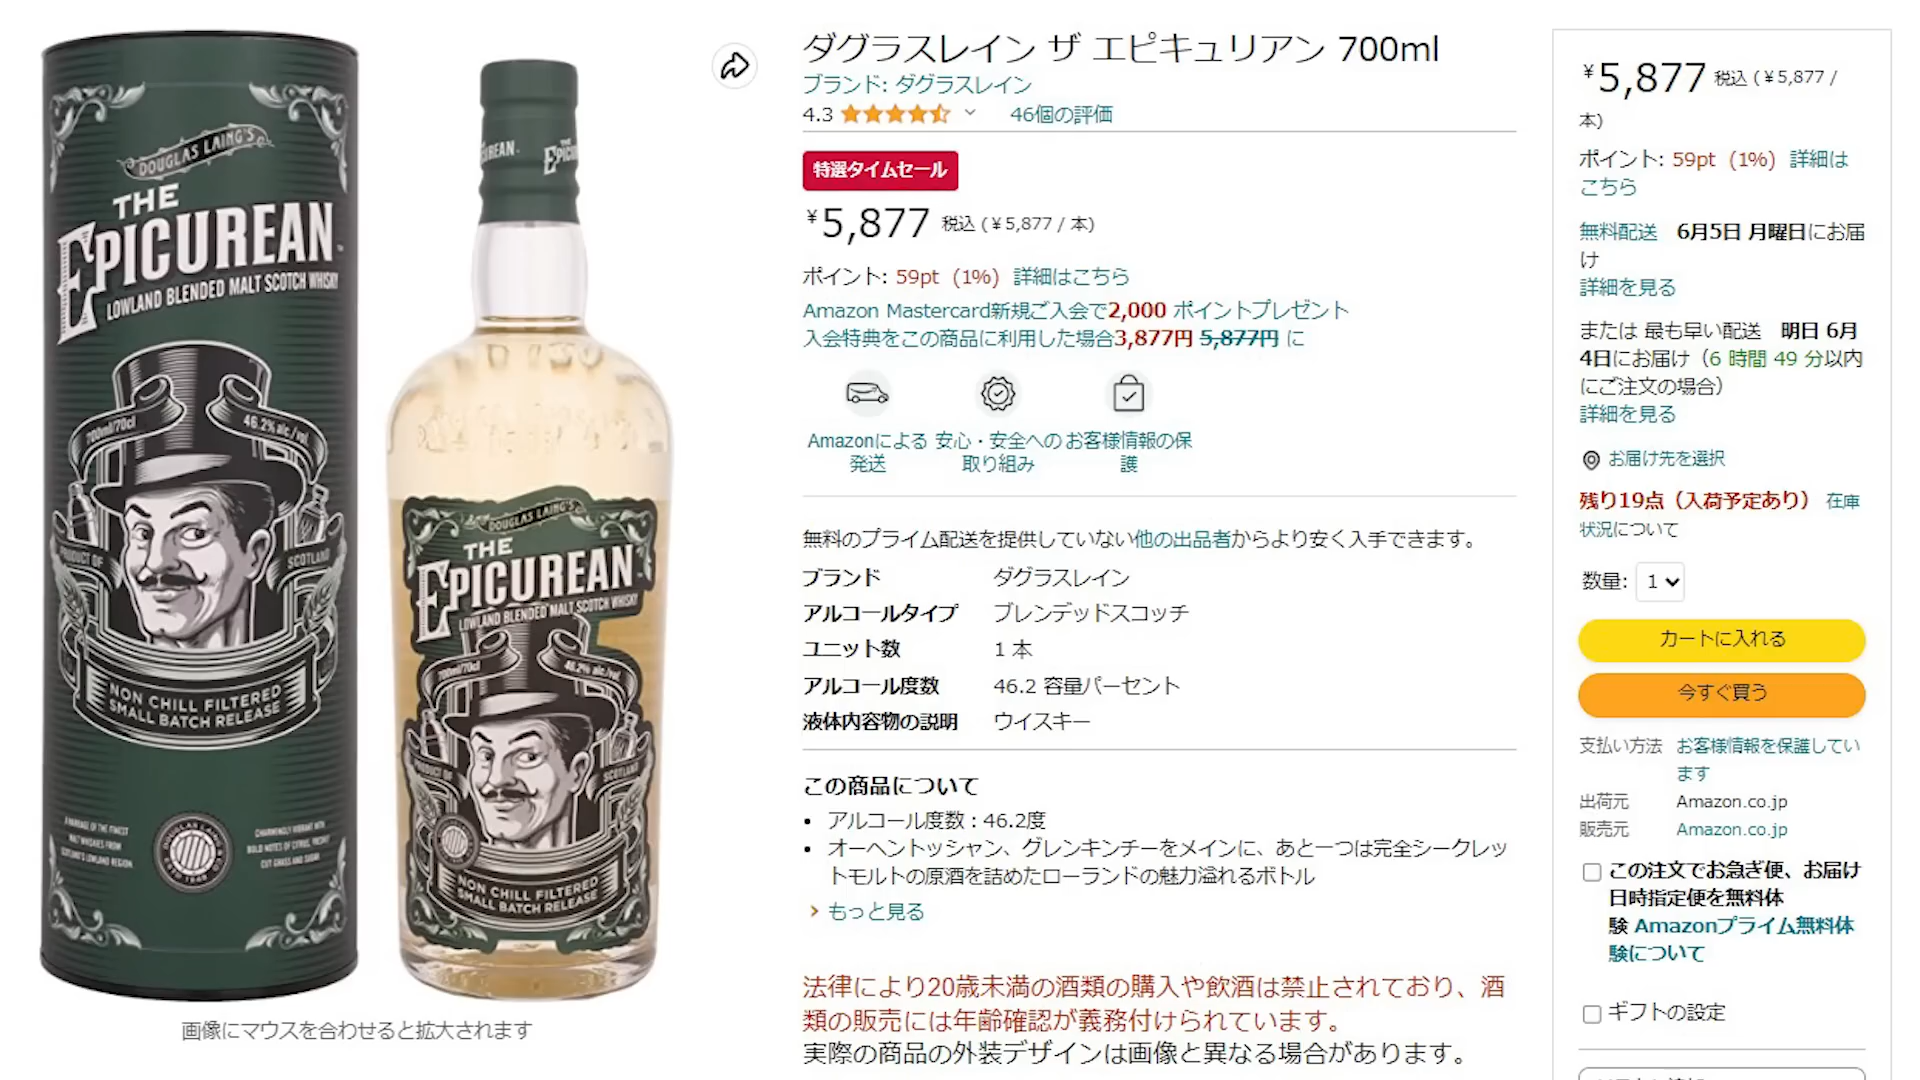 DOUGLAS LAING'S
THE
EPICUREAN
LOWLAND BLENDED MALT SCOTCH WHISKY
700ml/70cl
46.2% alc/vol
PRODUCT OF
SCOTLAND
NON CHILL FILTERED
SMALL BATCH RELEASE
DOUGLAS LAING'S
THE
EPICUREAN
LOWLAND BLENDED MALT SCOTCH WHISKY
700ml/70cl
46.2% alc/vol
PRODUCT OF
SCOTLAND
NON CHILL FILTERED
SMALL BATCH RELEASE
画像にマウスを合わせると拡大されます
ダグラスレイン ザ エピキュリアン 700ml
ブランド: ダグラスレイン
4.3 46個の評価
特選タイムセール
¥5,877 税込 (¥5,877 / 本)
ポイント: 59pt (1%) 詳細はこちら
Amazon Mastercard新規ご入会で2,000 ポイントプレゼント
入会特典をこの商品に利用した場合3,877円 5,877円 に
Amazonによる発送
安心・安全への取り組み
お客様情報の保護
無料のプライム配送を提供していない他の出品者からより安く入手できます。
ブランド ダグラスレイン
アルコールタイプ ブレンデッドスコッチ
ユニット数 1 本
アルコール度数 46.2 容量パーセント
液体内容物の説明 ウイスキー
この商品について
• アルコール度数：46.2度
• オーヘントッシャン、グレンキンチーをメインに、あと一つは完全シークレッ
トモルトの原酒を詰めたローランドの魅力溢れるボトル
› もっと見る
法律により20歳未満の酒類の購入や飲酒は禁止されており、酒
類の販売には年齢確認が義務付けられています。
実際の商品の外装デザインは画像と異なる場合があります。
¥5,877 税込 (¥5,877 /
本)
ポイント: 59pt (1%) 詳細は
こちら
無料配送 6月5日 月曜日にお届
け
詳細を見る
または 最も早い配送 明日 6月
4日にお届け（6 時間 49 分以内
にご注文の場合）
詳細を見る
お届け先を選択
残り19点（入荷予定あり） 在庫
状況について
数量: 1
カートに入れる
今すぐ買う
支払い方法 お客様情報を保護してい
ます
出荷元 Amazon.co.jp
販売元 Amazon.co.jp
この注文でお急ぎ便、お届け
日時指定便を無料体
験 Amazonプライム無料体
験について
ギフトの設定